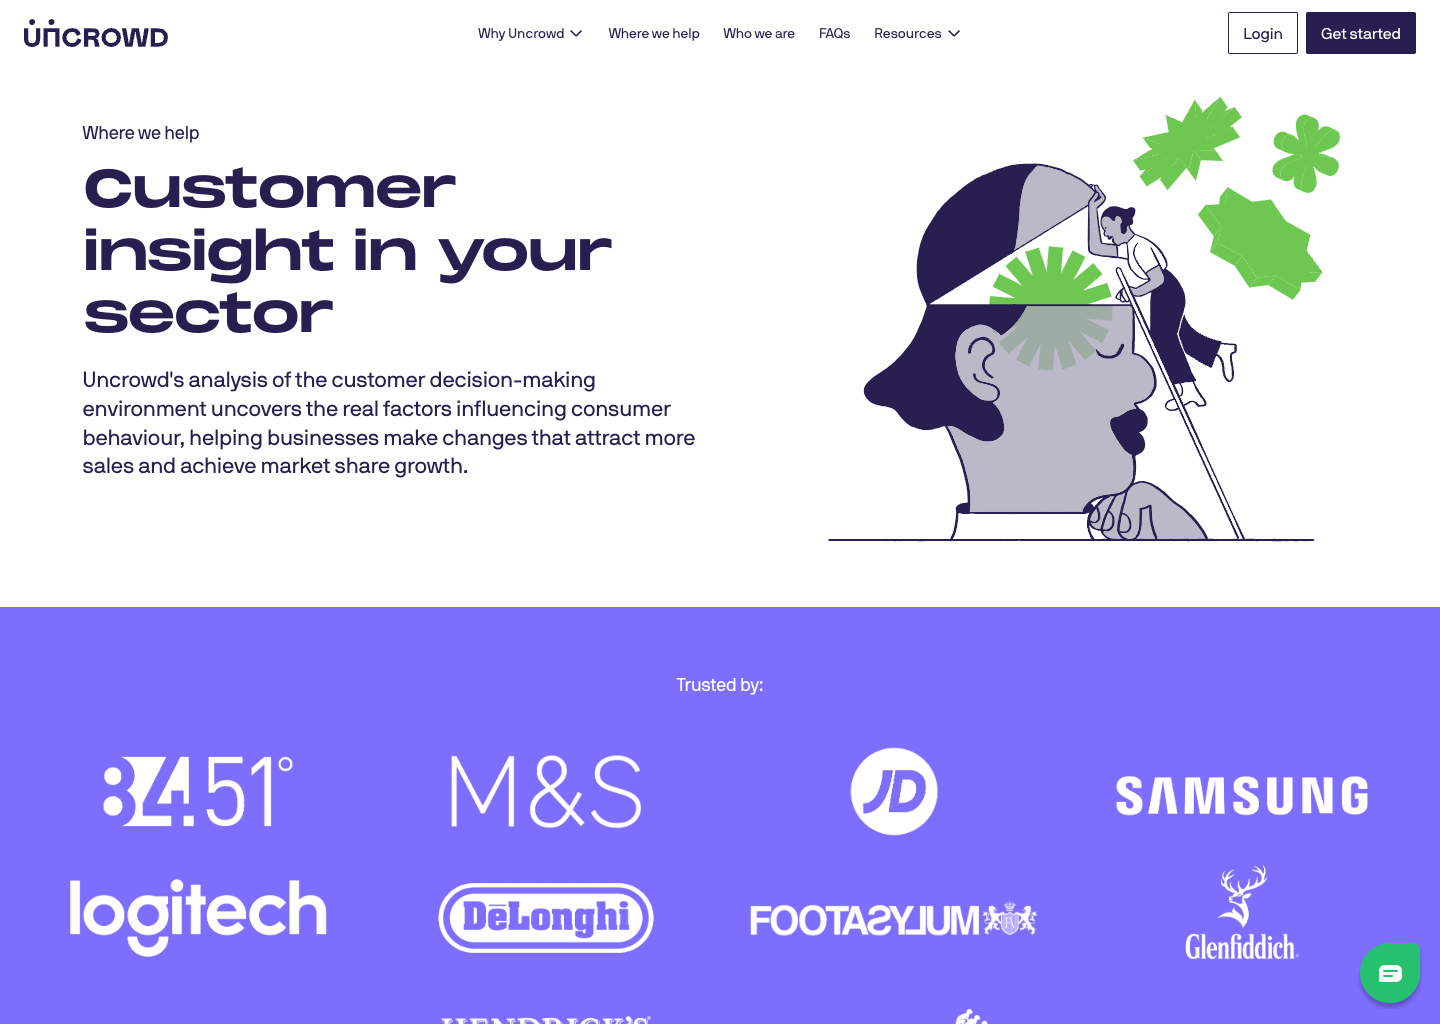 UNCROWD
Why Uncrowd
Where we help
Who we are
FAQs
Resources
Login
Get started
Where we help
Customer
insight in your
sector
Uncrowd's analysis of the customer decision-making
environment uncovers the real factors influencing consumer
behaviour, helping businesses make changes that attract more
sales and achieve market share growth.
Trusted by:
84.51°
M&S
JD
SAMSUNG
logitech
DeLonghi
FOOTASYLUM
Glenfiddich
HENDRICK'S